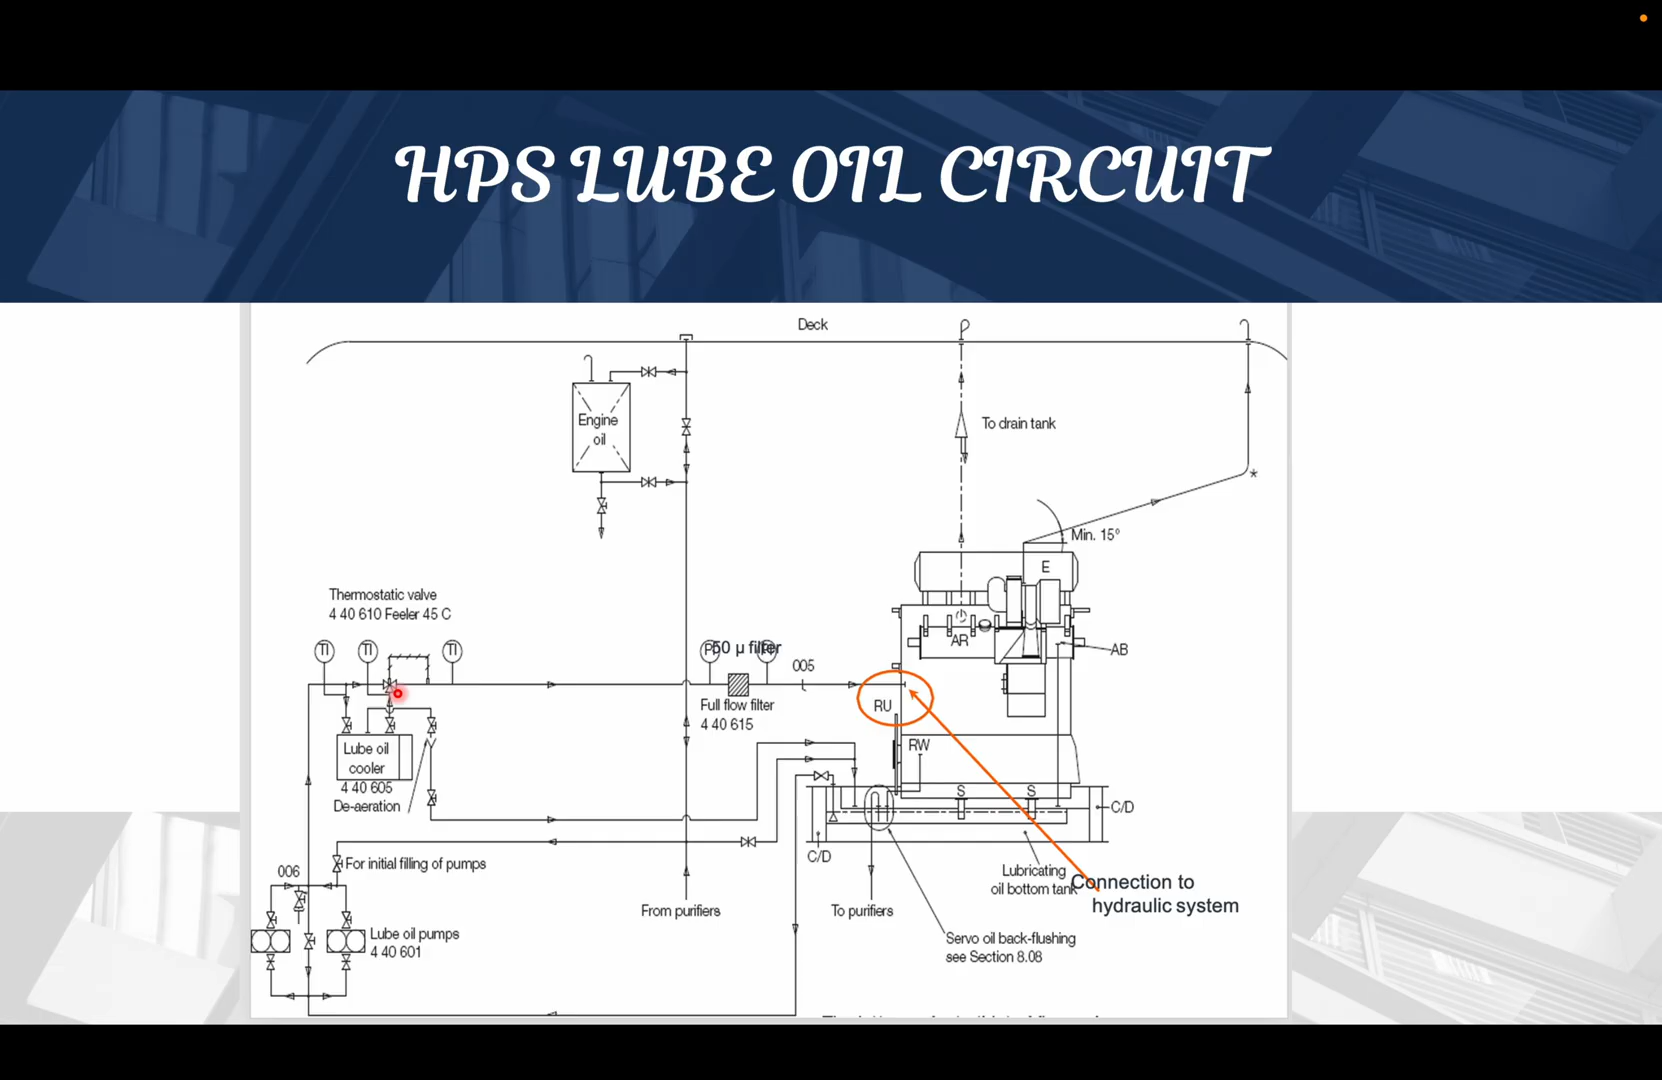 HPS LUBE OIL CIRCUIT
Deck
Engine
oil
To drain tank
*
Min. 15°
E
Thermostatic valve
4 40 610 Feeler 45 C
TI
TI
TI
50 µ filter
005
AR
AB
RU
Full flow filter
4 40 615
Lube oil
cooler
4 40 605
De-aeration
RW
S
S
C/D
C/D
For initial filling of pumps
006
Lubricating
oil bottom tank
Connection to
hydraulic system
From purifiers
To purifiers
Lube oil pumps
4 40 601
Servo oil back-flushing
see Section 8.08